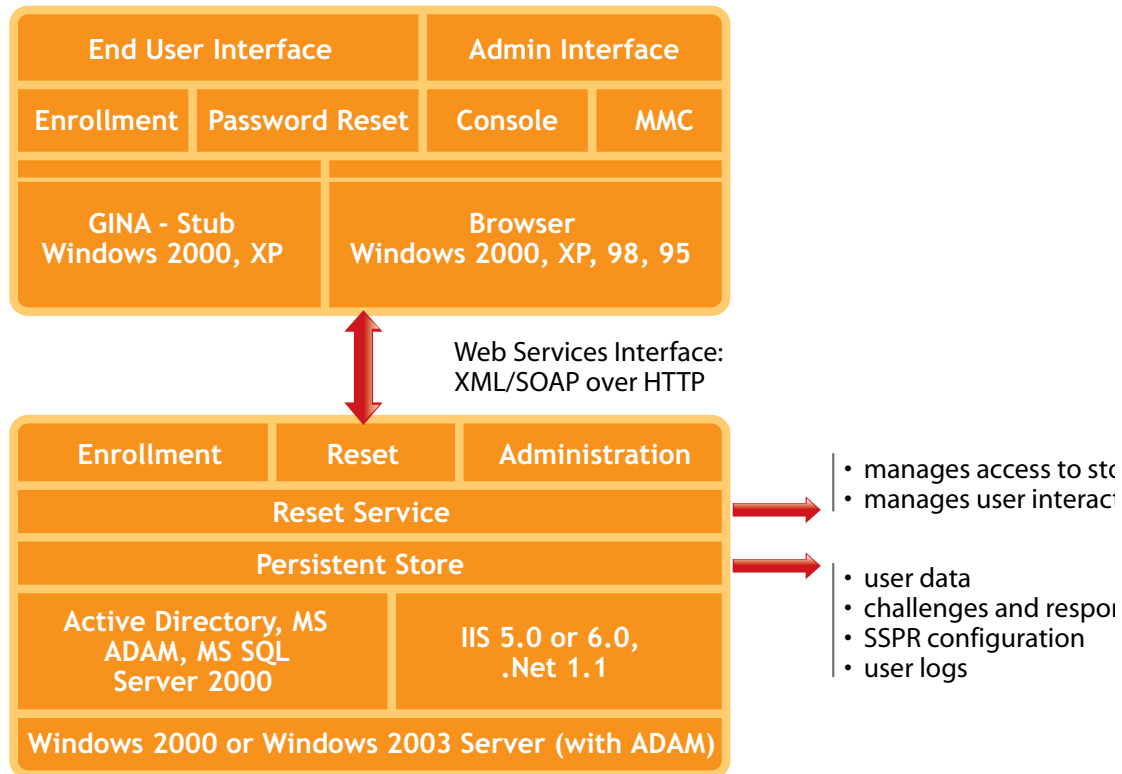 End User Interface
Admin Interface
Enrollment
Password Reset
Console
MMC
GINA - Stub
Windows 2000, XP
Browser
Windows 2000, XP, 98, 95
Web Services Interface:
XML/SOAP over HTTP
Enrollment
Reset
Administration
Reset Service
• manages access to
• manages user
Persistent Store
• user data
• challenges and
• SSPR configuration
• user logs
Active Directory, MS
ADAM, MS SQL
Server 2000
IIS 5.0 or 6.0,
.Net 1.1
Windows 2000 or Windows 2003 Server (with ADAM)